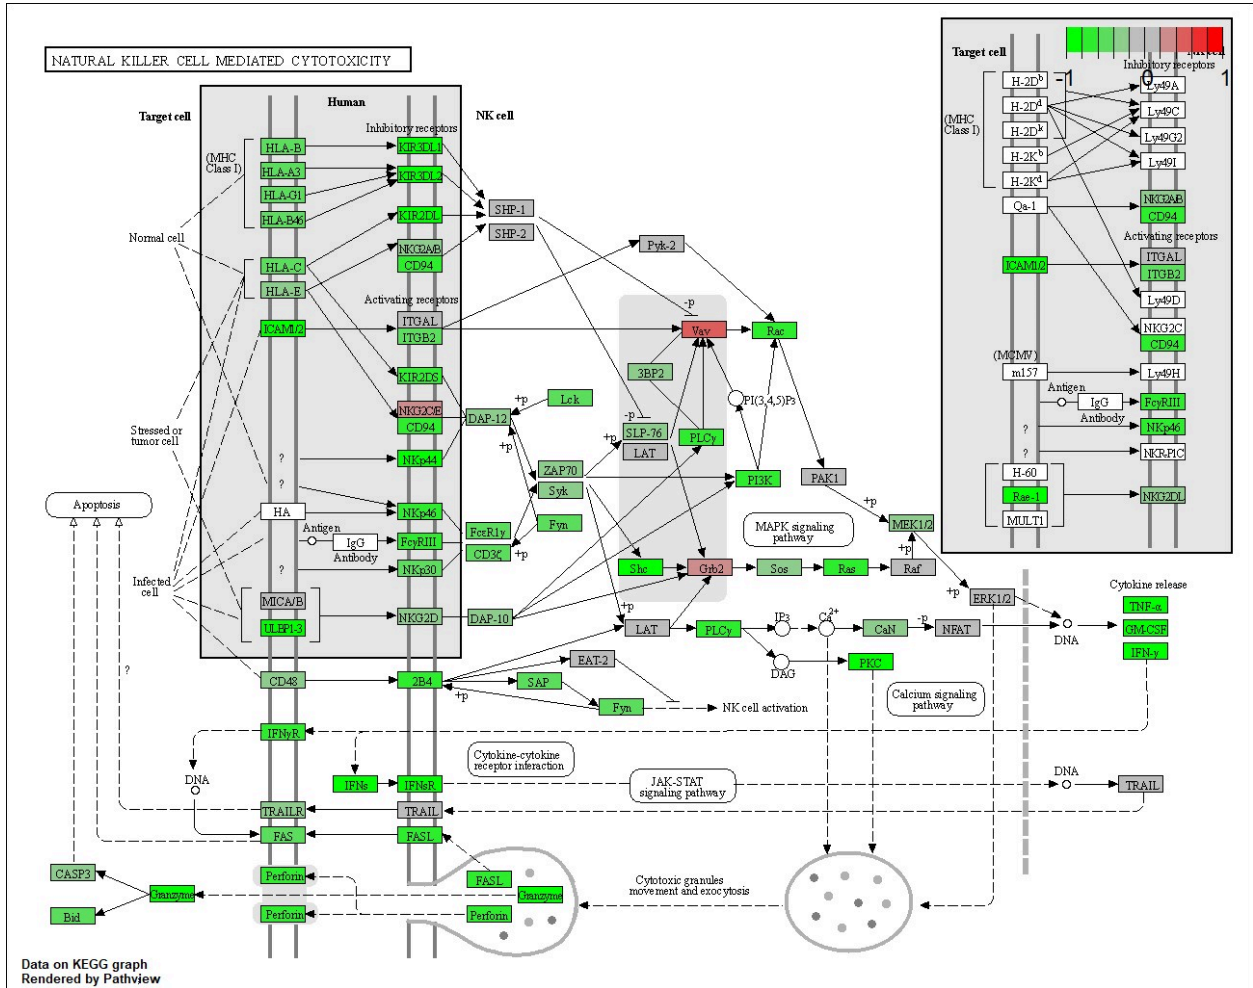 NATURAL KILLER CELL MEDIATED CYTOTOXICITY
Target cell
Human
NK cell
Inhibitory receptors
(MHC
Class I)
HLA-B
HLA-A3
HLA-G1
HLA-B46
HLA-C
HLA-E
ICAM1/2
KIR3DL1
KIR3DL2
KIR2DL
NKG2A/B
CD94
Activating receptors
ITGAL
ITGB2
KIR2DS
NKG2C/E
CD94
NKp44
NKp46
FcγRIII
NKp30
NKG2D
Normal cell
Stressed or
tumor cell
Infected
cell
Apoptosis
?
?
HA
Antigen
IgG
Antibody
?
MICA/B
ULBP1-3
CD48
2B4
?
SHP-1
SHP-2
Pyk-2
-p
Vav
Rac
3BP2
PI(3,4,5)P3
Lck
+p
DAP-12
+p
-p
SLP-76
LAT
PLCγ
+p
ZAP70
Syk
PI3K
PAK1
Fyn
FcεR1γ
CD3ζ
+p
+p
MEK1/2
MAPK signaling
pathway
+p
Shc
Grb2
Sos
Ras
Raf
+p
ERK1/2
DAP-10
+p
LAT
PLCγ
IP3
Ca2+
CaN
-p
NFAT
DNA
DAG
PKC
Cytokine release
TNF-α
GM-CSF
IFN-γ
EAT-2
SAP
+p
Fyn
NK cell activation
Calcium signaling
pathway
IFNγR
DNA
IFNs
IFNsR
Cytokine-cytokine
receptor interaction
JAK-STAT
signaling pathway
DNA
TRAIL
TRAILR
TRAIL
FAS
FASL
CASP3
Bid
Granzyme
Perforin
Perforin
FASL
Granzyme
Perforin
Cytotoxic granules
movement and exocytosis
Target cell
-1
0
1
Inhibitory receptors
(MHC
Class I)
H-2Db
H-2Dd
H-2Dk
H-2Kb
H-2Kd
Qa-1
Ly49A
Ly49C
Ly49G2
Ly49I
NKG2A/B
CD94
Activating receptors
ICAM1/2
ITGAL
ITGB2
Ly49D
NKG2C
CD94
(MCMV)
m157
Ly49H
Antigen
IgG
Antibody
FcγRIII
?
NKp46
?
NKR-P1C
H-60
Rae-1
MULT1
NKG2DL
Data on KEGG graph
Rendered by Pathview